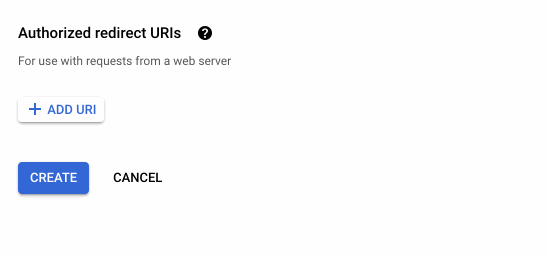 Authorized redirect URIs ?
For use with requests from a web server
+ ADD URI
CREATE CANCEL